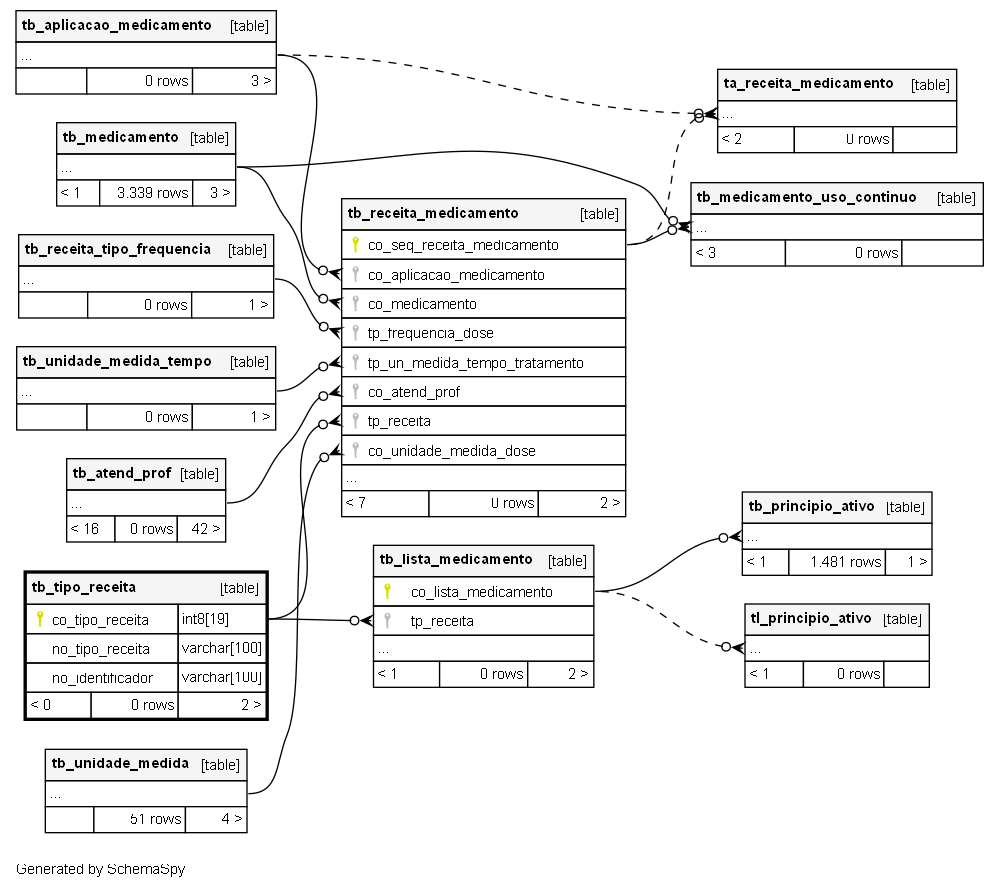 tb_aplicacao_medicamento [table]
...
0 rows 3 >
tb_medicamento [table]
...
< 1 3.339 rows 3 >
tb_receita_tipo_frequencia [table]
...
0 rows 1 >
tb_unidade_medida_tempo [table]
...
0 rows 1 >
tb_atend_prof [table]
...
< 16 0 rows 42 >
tb_tipo_receita [table]
co_tipo_receita int8[19]
no_tipo_receita varchar[100]
no_identificador varchar[100]
< 0 0 rows 2 >
tb_unidade_medida [table]
...
51 rows 4 >
tb_receita_medicamento [table]
co_seq_receita_medicamento
co_aplicacao_medicamento
co_medicamento
tp_frequencia_dose
tp_un_medida_tempo_tratamento
co_atend_prof
tp_receita
co_unidade_medida_dose
...
< 7 0 rows 2 >
tb_lista_medicamento [table]
co_lista_medicamento
tp_receita
...
< 1 0 rows 2 >
ta_receita_medicamento [table]
...
< 2 0 rows
tb_medicamento_uso_continuo [table]
...
< 3 0 rows
tb_principio_ativo [table]
...
< 1 1.481 rows 1 >
tl_principio_ativo [table]
...
< 1 0 rows
Generated by SchemaSpy